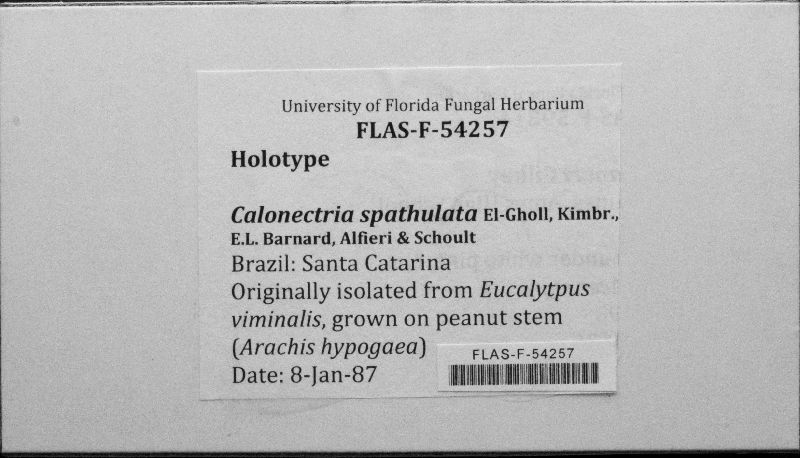 University of Florida Fungal Herbarium
FLAS-F-54257
Holotype
Calonectria spathulata El-Gholl, Kimbr.,
E.L. Barnard, Alfieri & Schoult
Brazil: Santa Catarina
Originally isolated from Eucalytpus
viminalis, grown on peanut stem
(Arachis hypogaea)
Date: 8-Jan-87
FLAS-F-54257